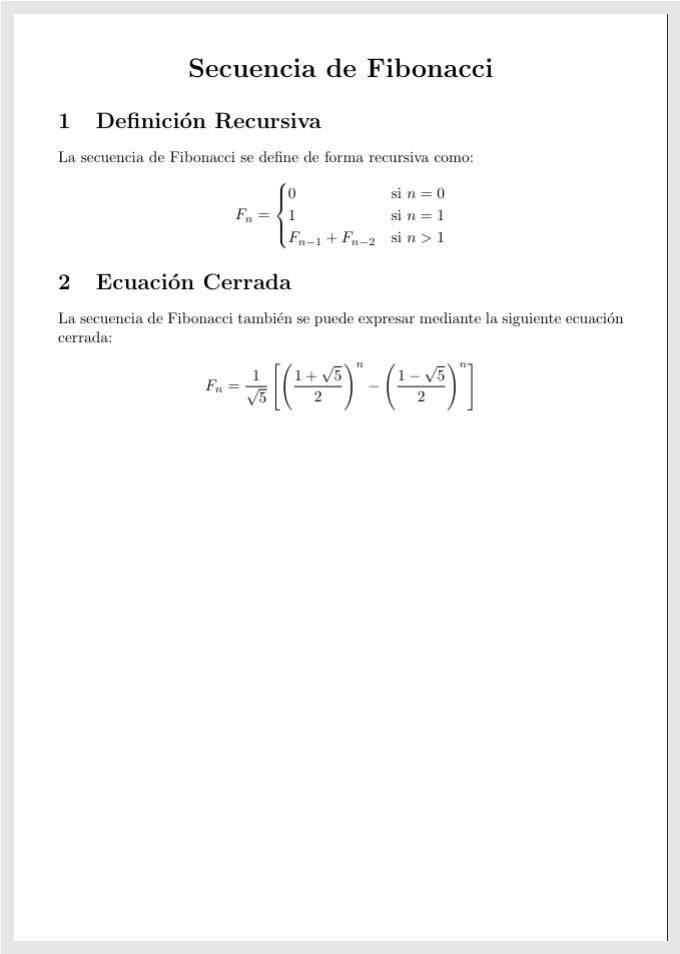 Secuencia de Fibonacci
1 Definición Recursiva
La secuencia de Fibonacci se define de forma recursiva como:
F_n = { 0 si n = 0
1 si n = 1
F_{n−1} + F_{n−2} si n > 1
2 Ecuación Cerrada
La secuencia de Fibonacci también se puede expresar mediante la siguiente ecuación
cerrada:
F_n = 1/√5 [ ( (1 + √5)/2 )^n − ( (1 − √5)/2 )^n ]